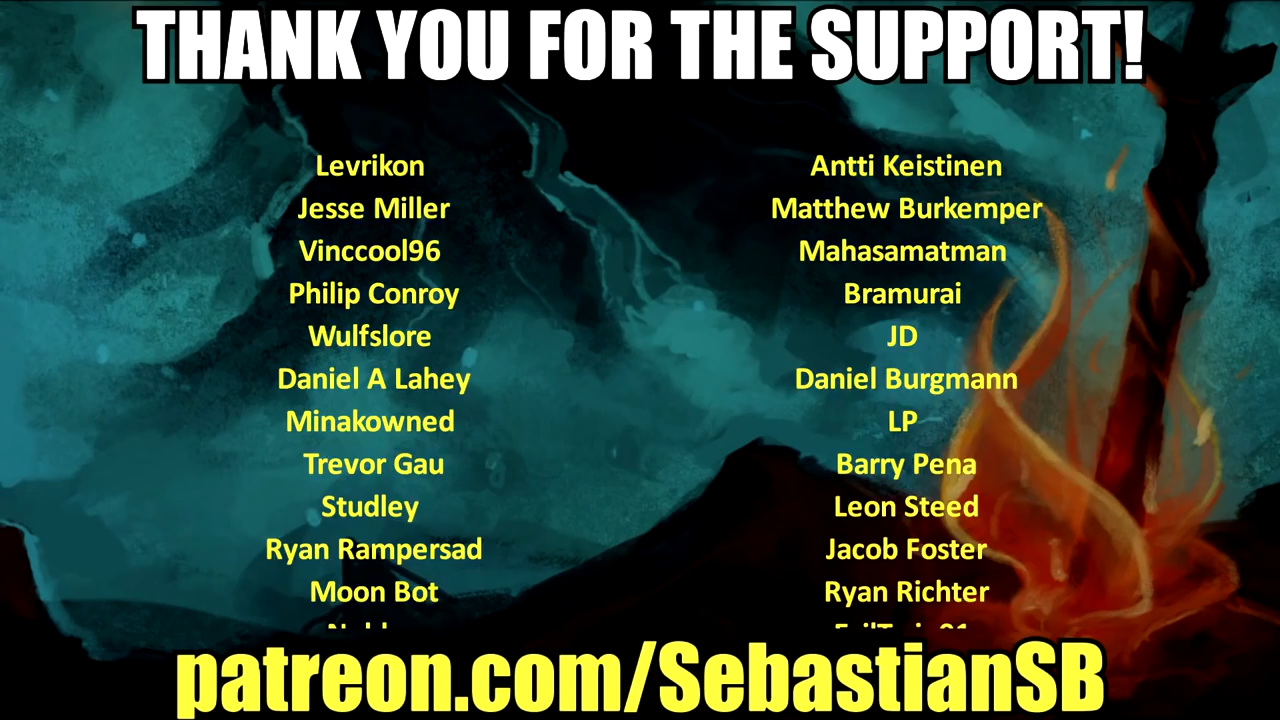 THANK YOU FOR THE SUPPORT!
Levrikon
Jesse Miller
Vinccool96
Philip Conroy
Wulfslore
Daniel A Lahey
Minakowned
Trevor Gau
Studley
Ryan Rampersad
Moon Bot
Antti Keistinen
Matthew Burkemper
Mahasamatman
Bramurai
JD
Daniel Burgmann
LP
Barry Pena
Leon Steed
Jacob Foster
Ryan Richter
patreon.com/SebastianSB